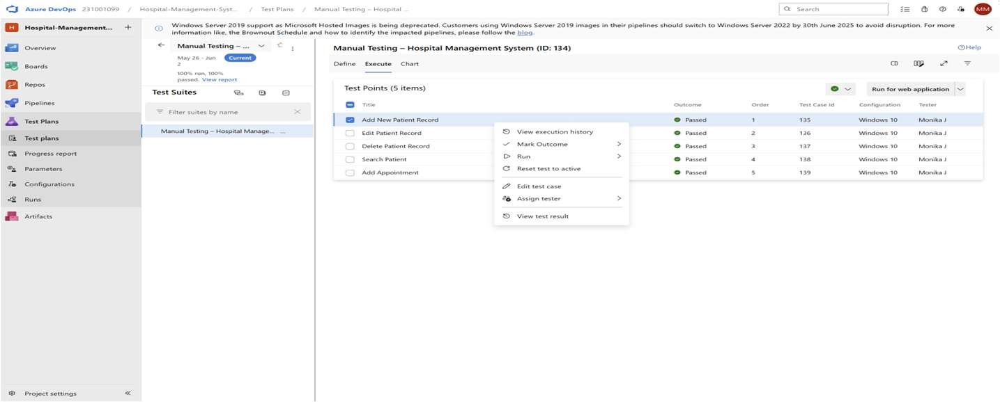 Azure DevOps 231001099 / Hospital-Management-Syst... / Test Plans / Manual Testing – Hospital ...
Search
MM
H Hospital-Management... +
Windows Server 2019 support as Microsoft Hosted Images is being deprecated. Customers using Windows Server 2019 images in their pipelines should switch to Windows Server 2022 by 30th June 2025 to avoid disruption. For more
information like, the Brownout Schedule and how to identify the impacted pipelines, please follow the blog.
Overview
Boards
Repos
Pipelines
Test Plans
Test plans
Progress report
Parameters
Configurations
Runs
Artifacts
Project settings
Manual Testing – ...
May 26 - Jun
2
Current
100% run, 100%
passed. View report
Test Suites
Filter suites by name
Manual Testing – Hospital Manage... ...
Manual Testing – Hospital Management System (ID: 134)
Help
Define Execute Chart
Test Points (5 items)
Run for web application
Title Outcome Order Test Case Id Configuration Tester
Add New Patient Record Passed 1 135 Windows 10 Monika J
Edit Patient Record Passed 2 136 Windows 10 Monika J
Delete Patient Record Passed 3 137 Windows 10 Monika J
Search Patient Passed 4 138 Windows 10 Monika J
Add Appointment Passed 5 139 Windows 10 Monika J
View execution history
Mark Outcome
Run
Reset test to active
Edit test case
Assign tester
View test result